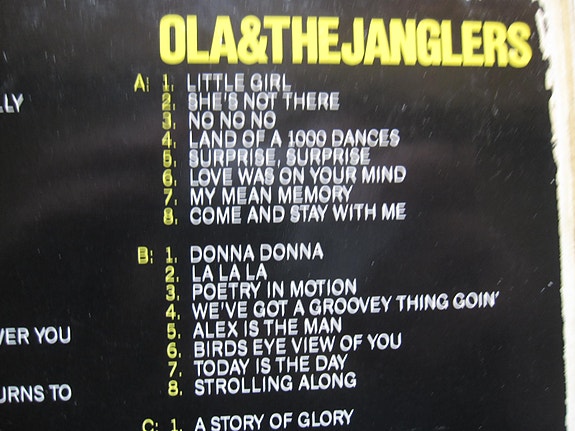 OLA&THEJANGLERS
A: 1. LITTLE GIRL
2. SHE'S NOT THERE
3. NO NO NO
4. LAND OF A 1000 DANCES
5. SURPRISE, SURPRISE
6. LOVE WAS ON YOUR MIND
7. MY MEAN MEMORY
8. COME AND STAY WITH ME
B: 1. DONNA DONNA
2. LA LA LA
3. POETRY IN MOTION
4. WE'VE GOT A GROOVEY THING GOIN'
5. ALEX IS THE MAN
6. BIRDS EYE VIEW OF YOU
7. TODAY IS THE DAY
8. STROLLING ALONG
C: 1. A STORY OF GLORY
LLY
VER YOU
URNS TO